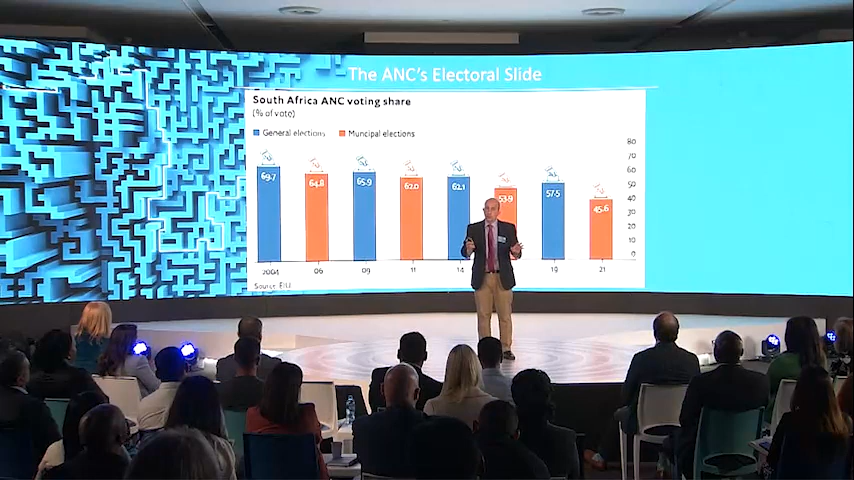 The ANC's Electoral Slide
South Africa ANC voting share
(% of vote)
General elections Muncipal elections
80
70
60
50
40
30
20
10
0
69.7 64.8 65.9 62.0 62.1 53.9 57.5 45.6
2004 06 09 11 14 19 21
Source: EIU